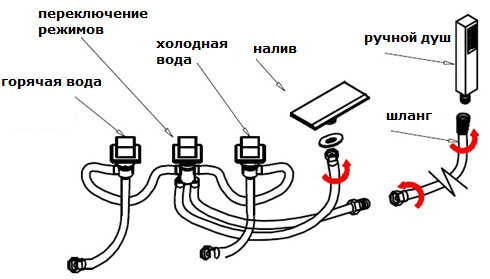 переключение
режимов
холодная
вода
налив
ручной душ
горячая вода
шланг